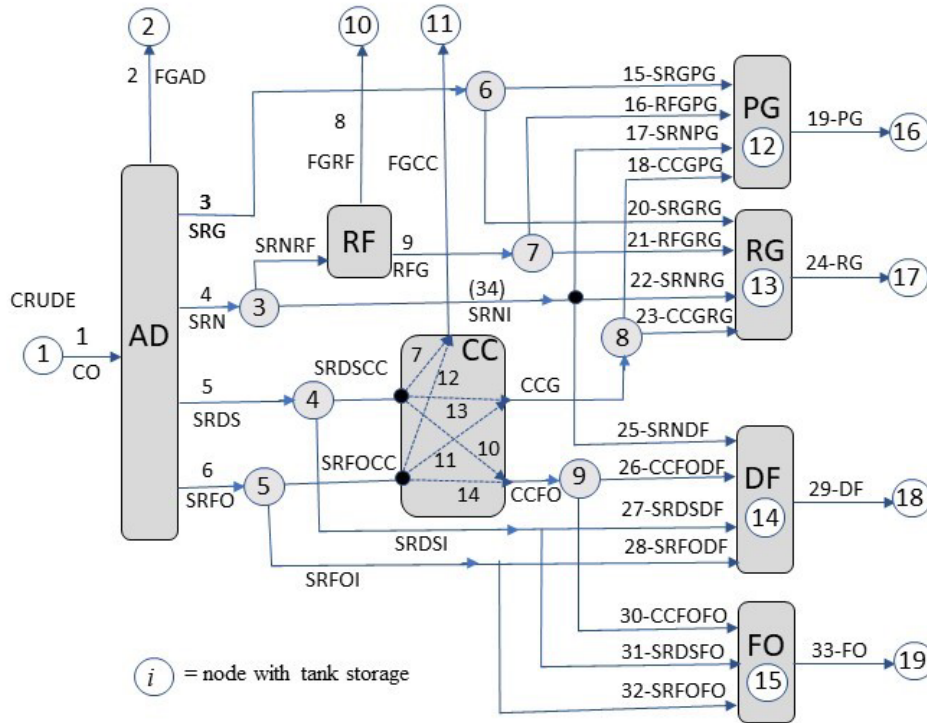 2
10
11
2 FGAD
8
FGRF
FGCC
6
15-SRGPG
16-RFGPG
17-SRNPG
18-CCGPG
PG
12
19-PG
16
3
SRG
SRNRF
RF
9
RFG
7
20-SRGRG
21-RFGRG
22-SRNRG
23-CCGRG
RG
13
24-RG
17
CRUDE
1
1
CO
AD
4
SRN
3
(34)
SRNI
8
5
SRDS
4
SRDSCC
CC
7
12
13
10
11
14
CCG
6
SRFO
5
SRFOCC
CCFO
9
25-SRNDF
26-CCFODF
27-SRDSDF
28-SRFODF
DF
14
29-DF
18
SRDSI
SRFOI
30-CCFOFO
31-SRDSFO
32-SRFOFO
FO
15
33-FO
19
i = node with tank storage